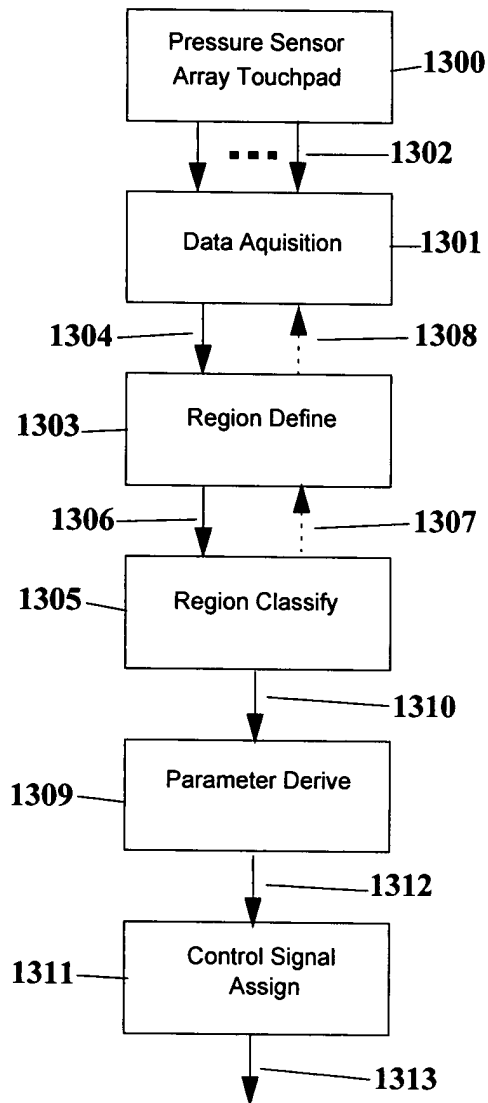 Pressure Sensor
Array Touchpad
1300
1302
Data Aquisition
1301
1304
1308
1303
Region Define
1306
1307
1305
Region Classify
1310
1309
Parameter Derive
1312
1311
Control Signal
Assign
1313